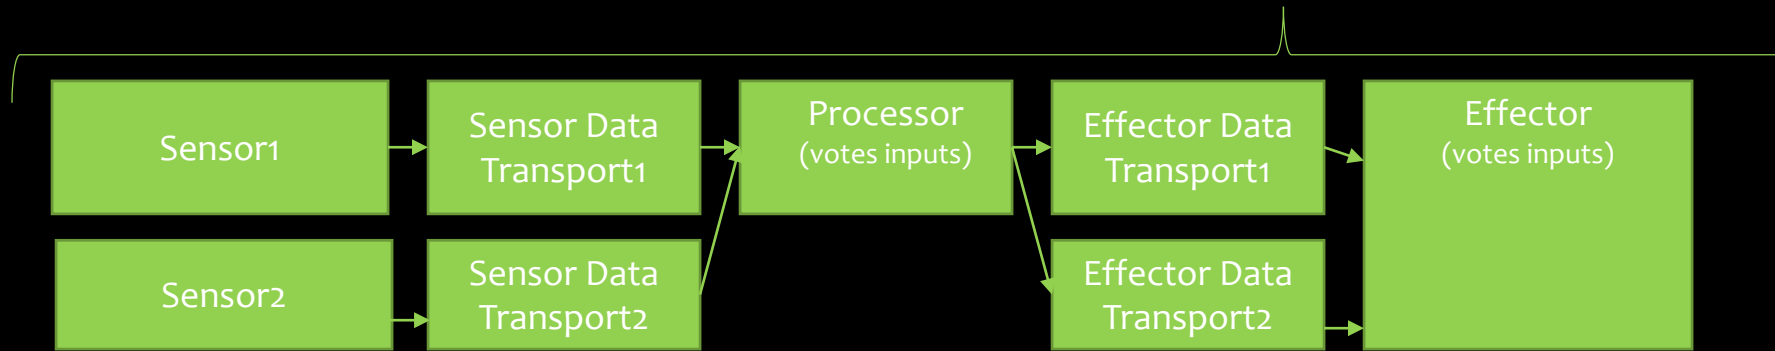 Sensor1
Sensor Data
Transport1
Processor
(votes inputs)
Effector Data
Transport1
Effector
(votes inputs)
Sensor2
Sensor Data
Transport2
Effector Data
Transport2